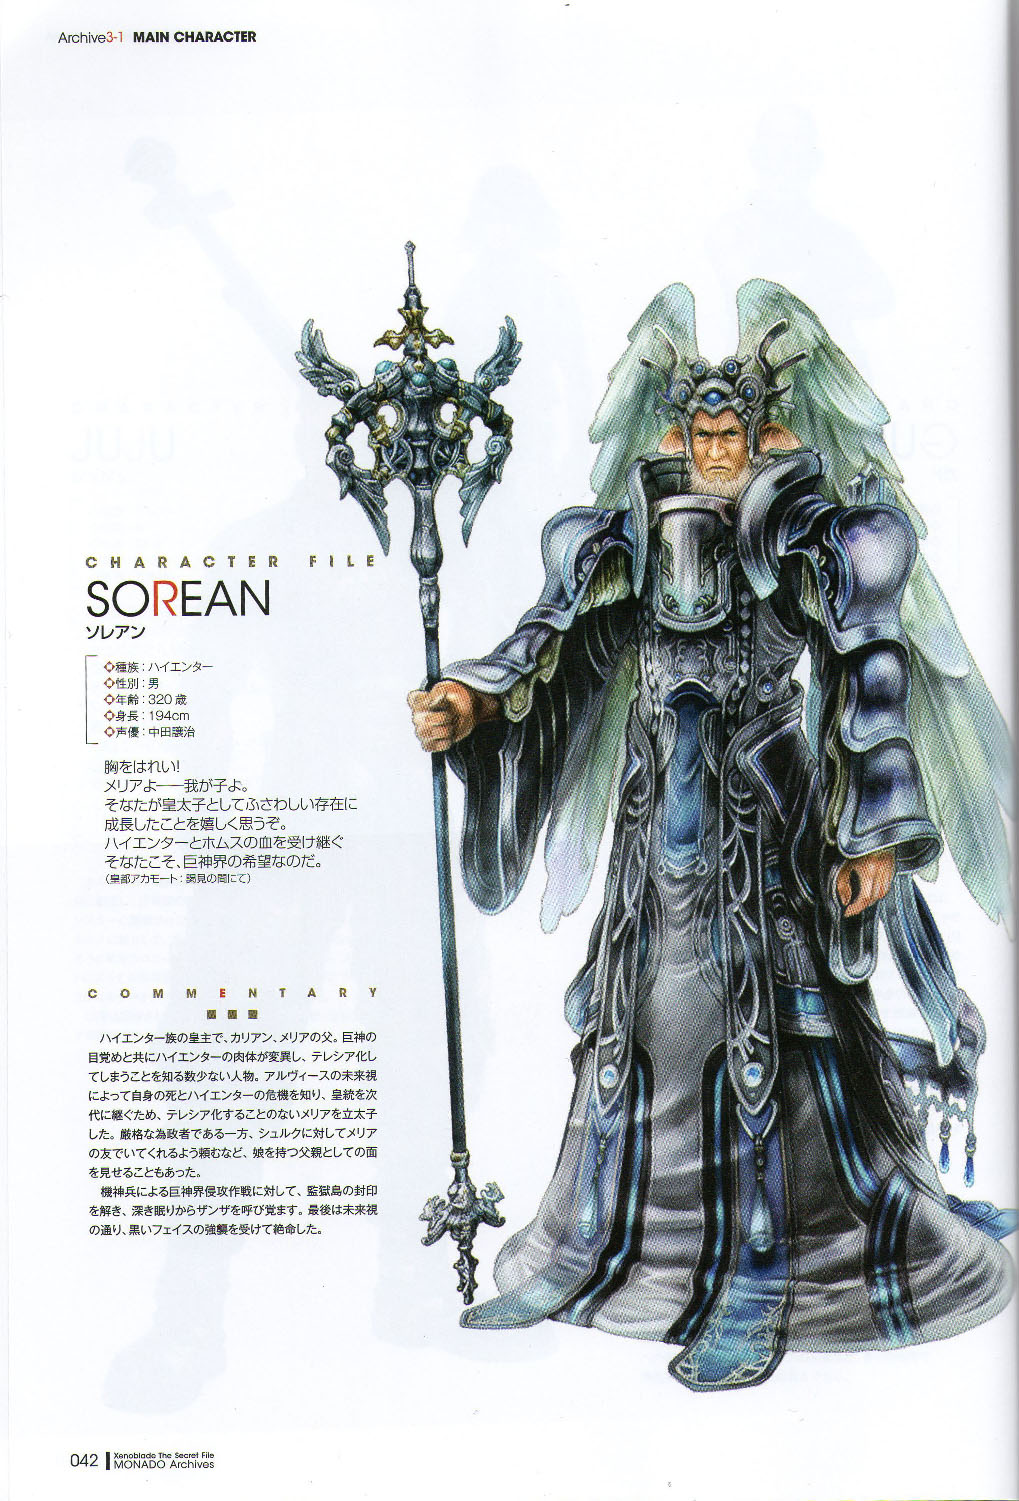 Archive3-1 MAIN CHARACTER
CHARACTER FILE
SOREAN
ソレアン
◇種族：ハイエンター
◇性別：男
◇年齢：320歳
◇身長：194cm
◇声優：中田譲治
胸をはれい！
メリアよ──我が子よ。
そなたが皇太子としてふさわしい存在に
成長したことを嬉しく思うぞ。
ハイエンターとホムスの血を受け継ぐ
そなたこそ、巨神界の希望なのだ。
（皇都アカモート：謁見の間にて）
COMMENTARY
ハイエンター族の皇主で、カリアン、メリアの父。巨神の
目覚めと共にハイエンターの肉体が変異し、テレシア化し
てしまうことを知る数少ない人物。アルヴィースの未来視
によって自身の死とハイエンターの危機を知り、皇統を次
代に継ぐため、テレシア化することのないメリアを立太子
した。厳格な為政者である一方、シュルクに対してメリア
の友でいてくれるよう頼むなど、娘を持つ父親としての面
を見せることもあった。
機神兵による巨神界侵攻作戦に対して、監獄島の封印
を解き、深き眠りからザンザを呼び覚ます。最後は未来視
の通り、黒いフェイスの強襲を受けて絶命した。
042
Xenoblade The Secret File
MONADO Archives